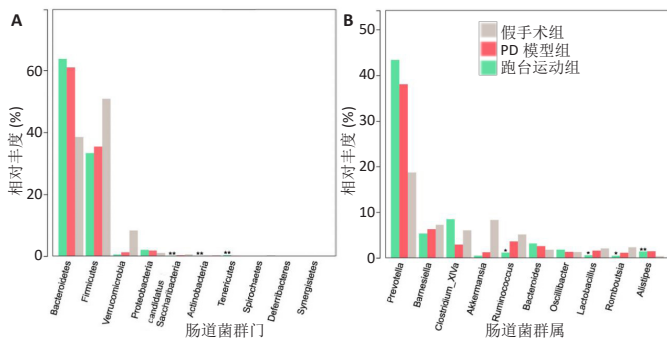 A
相对丰度 (%)
60
40
20
0
**
**
**
Bacteroidetes
Firmicutes
Verrucomicrobia
Proteobacteria
candidatus
Saccharibacteria
Actinobacteria
Tenericutes
Spirochaetes
Deferribacteres
Synergistetes
肠道菌群门
B
假手术组
PD 模型组
跑台运动组
相对丰度 (%)
50
40
30
20
10
0
*
*
*
**
Prevotella
Barnesiella
Clostridium_XlVa
Akkermansia
Ruminococcus
Bacteroides
Oscillibacter
Lactobacillus
Romboutsia
Alistipes
肠道菌群属